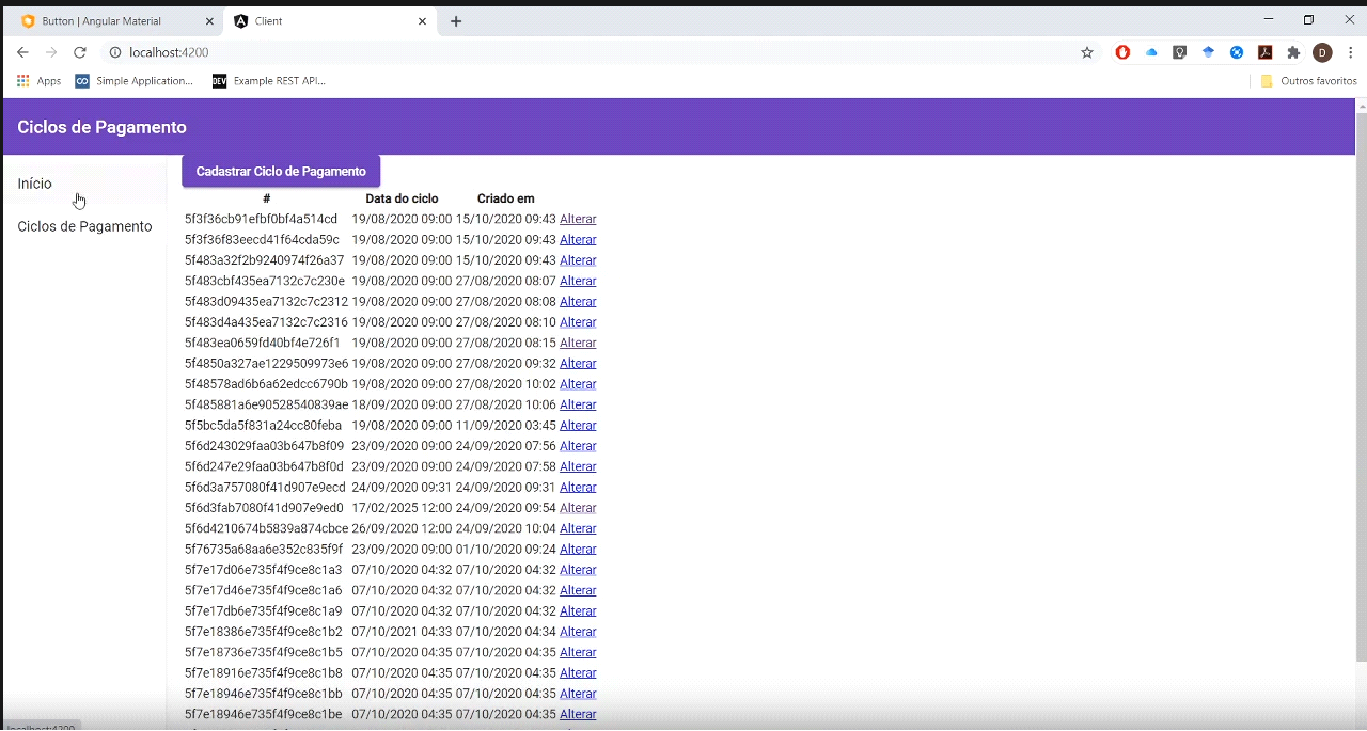 Button | Angular Material
Client
localhost:4200
Apps
Simple Application...
DEV
Example REST API...
D
Outros favoritos
Ciclos de Pagamento
Início
Ciclos de Pagamento
Cadastrar Ciclo de Pagamento
# Data do ciclo Criado em
5f3f36cb91efbf0bf4a514cd 19/08/2020 09:00 15/10/2020 09:43 Alterar
5f3f36f83eecd41f64cda59c 19/08/2020 09:00 15/10/2020 09:43 Alterar
5f483a32f2b9240974f26a37 19/08/2020 09:00 15/10/2020 09:43 Alterar
5f483cbf435ea7132c7c230e 19/08/2020 09:00 27/08/2020 08:07 Alterar
5f483d09435ea7132c7c2312 19/08/2020 09:00 27/08/2020 08:08 Alterar
5f483d4a435ea7132c7c2316 19/08/2020 09:00 27/08/2020 08:10 Alterar
5f483ea0659fd40bf4e726f1 19/08/2020 09:00 27/08/2020 08:15 Alterar
5f4850a327ae1229509973e6 19/08/2020 09:00 27/08/2020 09:32 Alterar
5f48578ad6b6a62edcc6790b 19/08/2020 09:00 27/08/2020 10:02 Alterar
5f485881a6e90528540839ae 18/09/2020 09:00 27/08/2020 10:06 Alterar
5f5bc5da5f831a24cc80feba 19/08/2020 09:00 11/09/2020 03:45 Alterar
5f6d243029faa03b647b8f09 23/09/2020 09:00 24/09/2020 07:56 Alterar
5f6d247e29faa03b647b8f0d 23/09/2020 09:00 24/09/2020 07:58 Alterar
5f6d3a757080f41d907e9ecd 24/09/2020 09:31 24/09/2020 09:31 Alterar
5f6d3fab7080f41d907e9ed0 17/02/2025 12:00 24/09/2020 09:54 Alterar
5f6d4210674b5839a874cbce 26/09/2020 12:00 24/09/2020 10:04 Alterar
5f76735a68aa6e352c835f9f 23/09/2020 09:00 01/10/2020 09:24 Alterar
5f7e17d06e735f4f9ce8c1a3 07/10/2020 04:32 07/10/2020 04:32 Alterar
5f7e17d46e735f4f9ce8c1a6 07/10/2020 04:32 07/10/2020 04:32 Alterar
5f7e17db6e735f4f9ce8c1a9 07/10/2020 04:32 07/10/2020 04:32 Alterar
5f7e18386e735f4f9ce8c1b2 07/10/2021 04:33 07/10/2020 04:34 Alterar
5f7e18736e735f4f9ce8c1b5 07/10/2020 04:35 07/10/2020 04:35 Alterar
5f7e18916e735f4f9ce8c1b8 07/10/2020 04:35 07/10/2020 04:35 Alterar
5f7e18946e735f4f9ce8c1bb 07/10/2020 04:35 07/10/2020 04:35 Alterar
5f7e18946e735f4f9ce8c1be 07/10/2020 04:35 07/10/2020 04:35 Alterar
localhost:4200